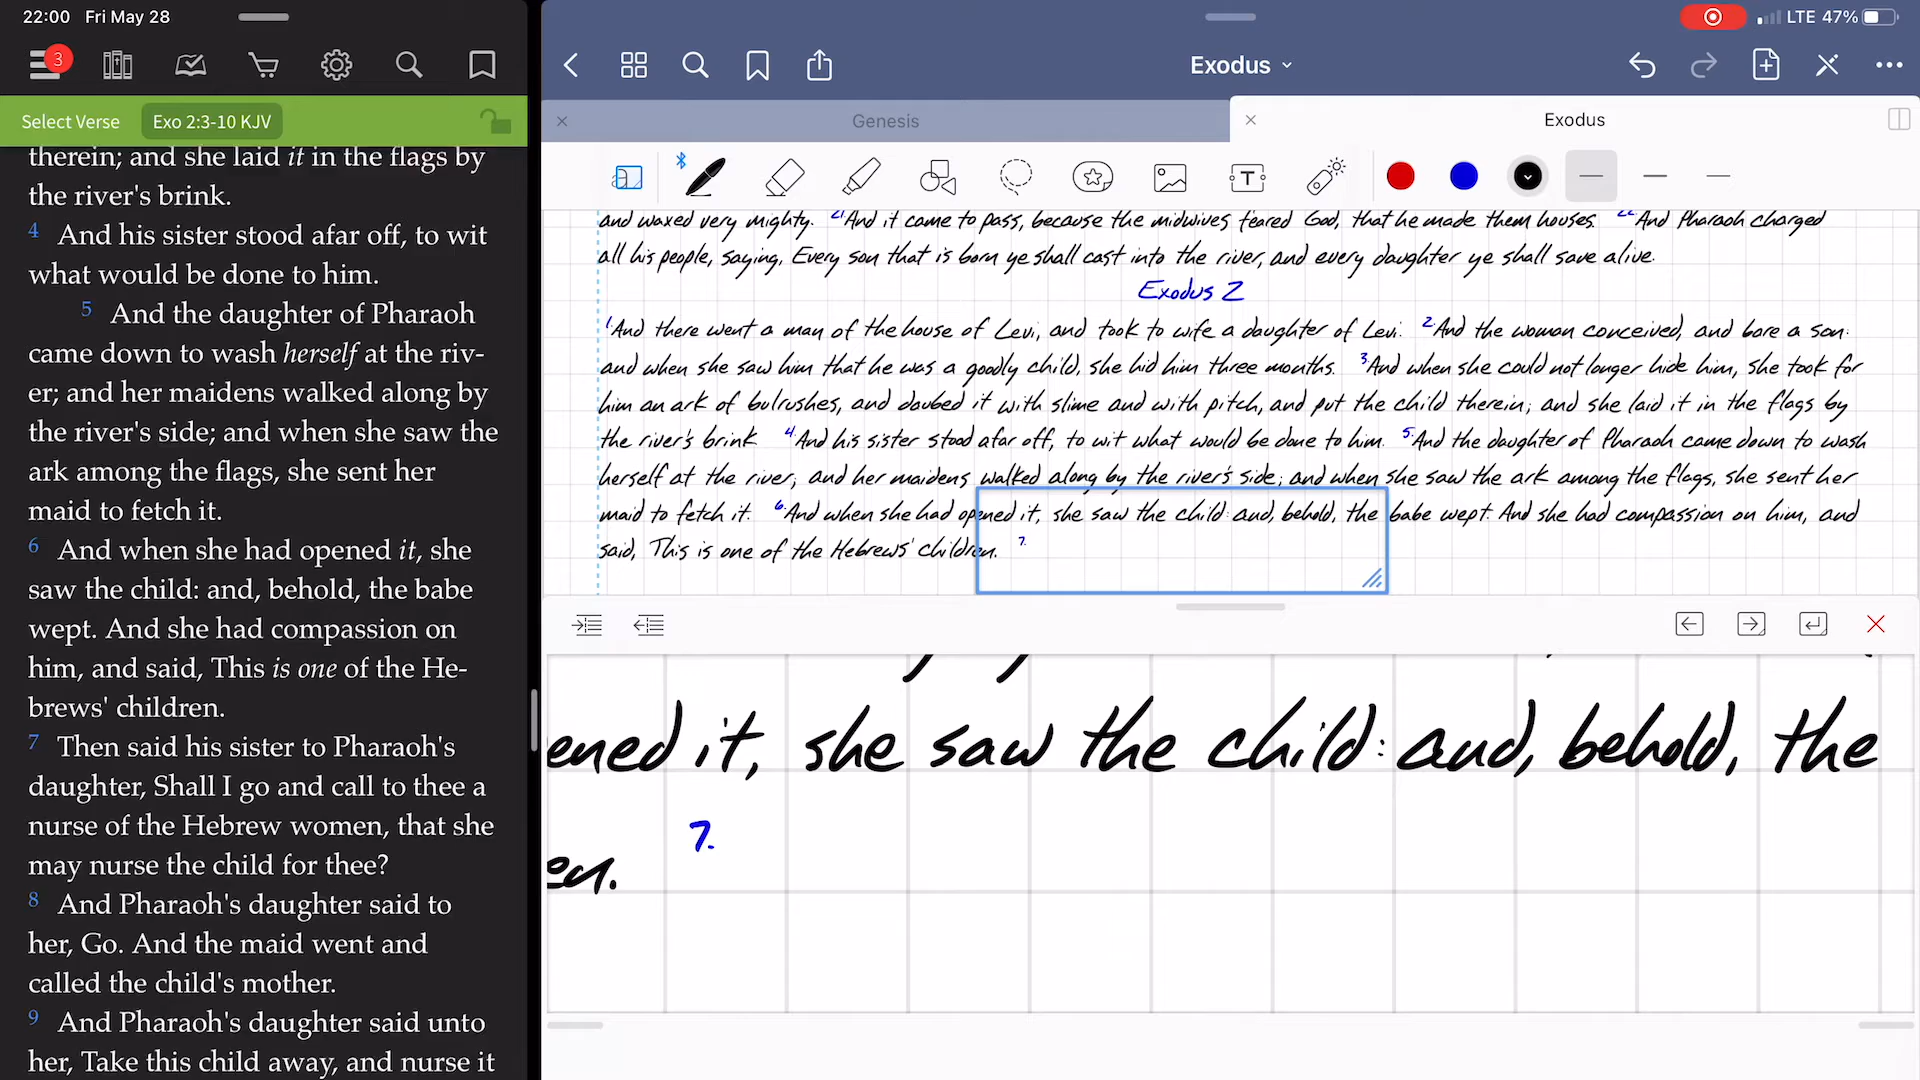 22:00 Fri May 28
3
Select Verse Exo 2:3-10 KJV
therein; and she laid it in the flags by
the river's brink.
4 And his sister stood afar off, to wit
what would be done to him.
5 And the daughter of Pharaoh
came down to wash herself at the riv-
er; and her maidens walked along by
the river's side; and when she saw the
ark among the flags, she sent her
maid to fetch it.
6 And when she had opened it, she
saw the child: and, behold, the babe
wept. And she had compassion on
him, and said, This is one of the He-
brews' children.
7 Then said his sister to Pharaoh's
daughter, Shall I go and call to thee a
nurse of the Hebrew women, that she
may nurse the child for thee?
8 And Pharaoh's daughter said to
her, Go. And the maid went and
called the child's mother.
9 And Pharaoh's daughter said unto
her, Take this child away, and nurse it
LTE 47%
Exodus
Genesis
Exodus
and waxed very mighty. 21 And it came to pass, because the midwives feared God, that he made them houses. 22 And Pharaoh charged
all his people, saying, Every son that is born ye shall cast into the river, and every daughter ye shall save alive.
Exodus 2
1 And there went a man of the house of Levi, and took to wife a daughter of Levi. 2. And the woman conceived, and bare a son:
and when she saw him that he was a goodly child, she hid him three months. 3. And when she could not longer hide him, she took for
him an ark of bulrushes, and daubed it with slime and with pitch, and put the child therein; and she laid it in the flags by
the river's brink 4. And his sister stood afar off, to wit what would be done to him. 5. And the daughter of Pharaoh came down to wash
herself at the river; and her maidens walked along by the river's side; and when she saw the ark among the flags, she sent her
maid to fetch it. 6 And when she had opened it, she saw the child: and, behold, the babe wept. And she had compassion on him, and
said, This is one of the Hebrews' children. 7.
ened it, she saw the child: and, behold, the
7.
en.